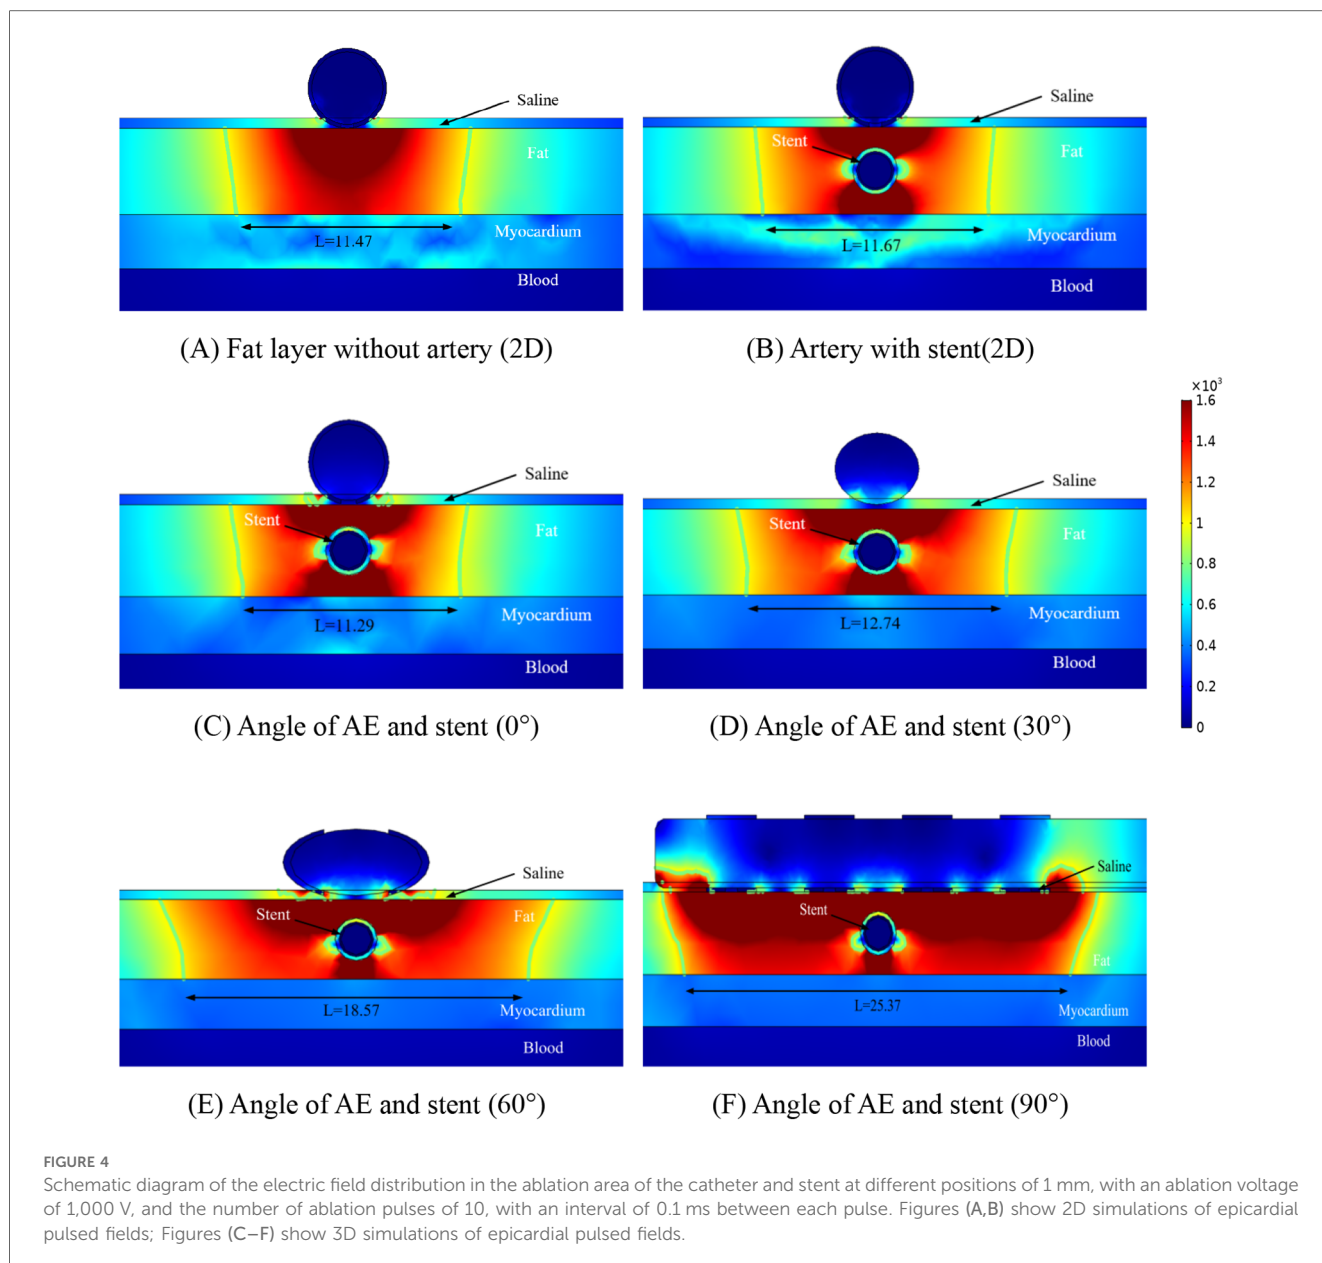 Saline
Fat
L=11.47
Myocardium
Blood
(A) Fat layer without artery (2D)
Saline
Stent
Fat
L=11.67
Myocardium
Blood
(B) Artery with stent(2D)
Saline
Stent
Fat
L=11.29
Myocardium
Blood
(C) Angle of AE and stent (0°)
Saline
Stent
Fat
L=12.74
Myocardium
Blood
(D) Angle of AE and stent (30°)
×10³
1.6
1.4
1.2
1
0.8
0.6
0.4
0.2
0
Saline
Stent
Fat
L=18.57
Myocardium
Blood
(E) Angle of AE and stent (60°)
Saline
Stent
Fat
L=25.37
Myocardium
Blood
(F) Angle of AE and stent (90°)
FIGURE 4
Schematic diagram of the electric field distribution in the ablation area of the catheter and stent at different positions of 1 mm, with an ablation voltage
of 1,000 V, and the number of ablation pulses of 10, with an interval of 0.1 ms between each pulse. Figures (A,B) show 2D simulations of epicardial
pulsed fields; Figures (C–F) show 3D simulations of epicardial pulsed fields.